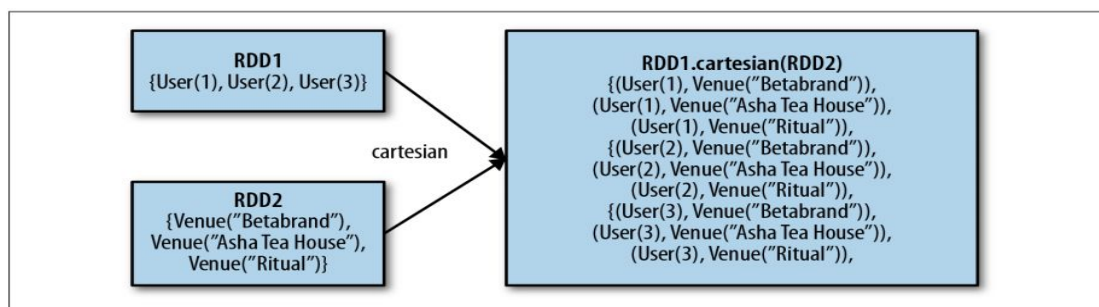 RDD1
{User(1), User(2), User(3)}
cartesian
RDD2
{Venue(”Betabrand”),
Venue(”Asha Tea House”),
Venue(”Ritual”)}
RDD1.cartesian(RDD2)
{(User(1), Venue(”Betabrand”)),
(User(1), Venue(”Asha Tea House”)),
(User(1), Venue(”Ritual”)),
{(User(2), Venue(”Betabrand”)),
(User(2), Venue(”Asha Tea House”)),
(User(2), Venue(”Ritual”)),
{(User(3), Venue(”Betabrand”)),
(User(3), Venue(”Asha Tea House”)),
(User(3), Venue(”Ritual”)),